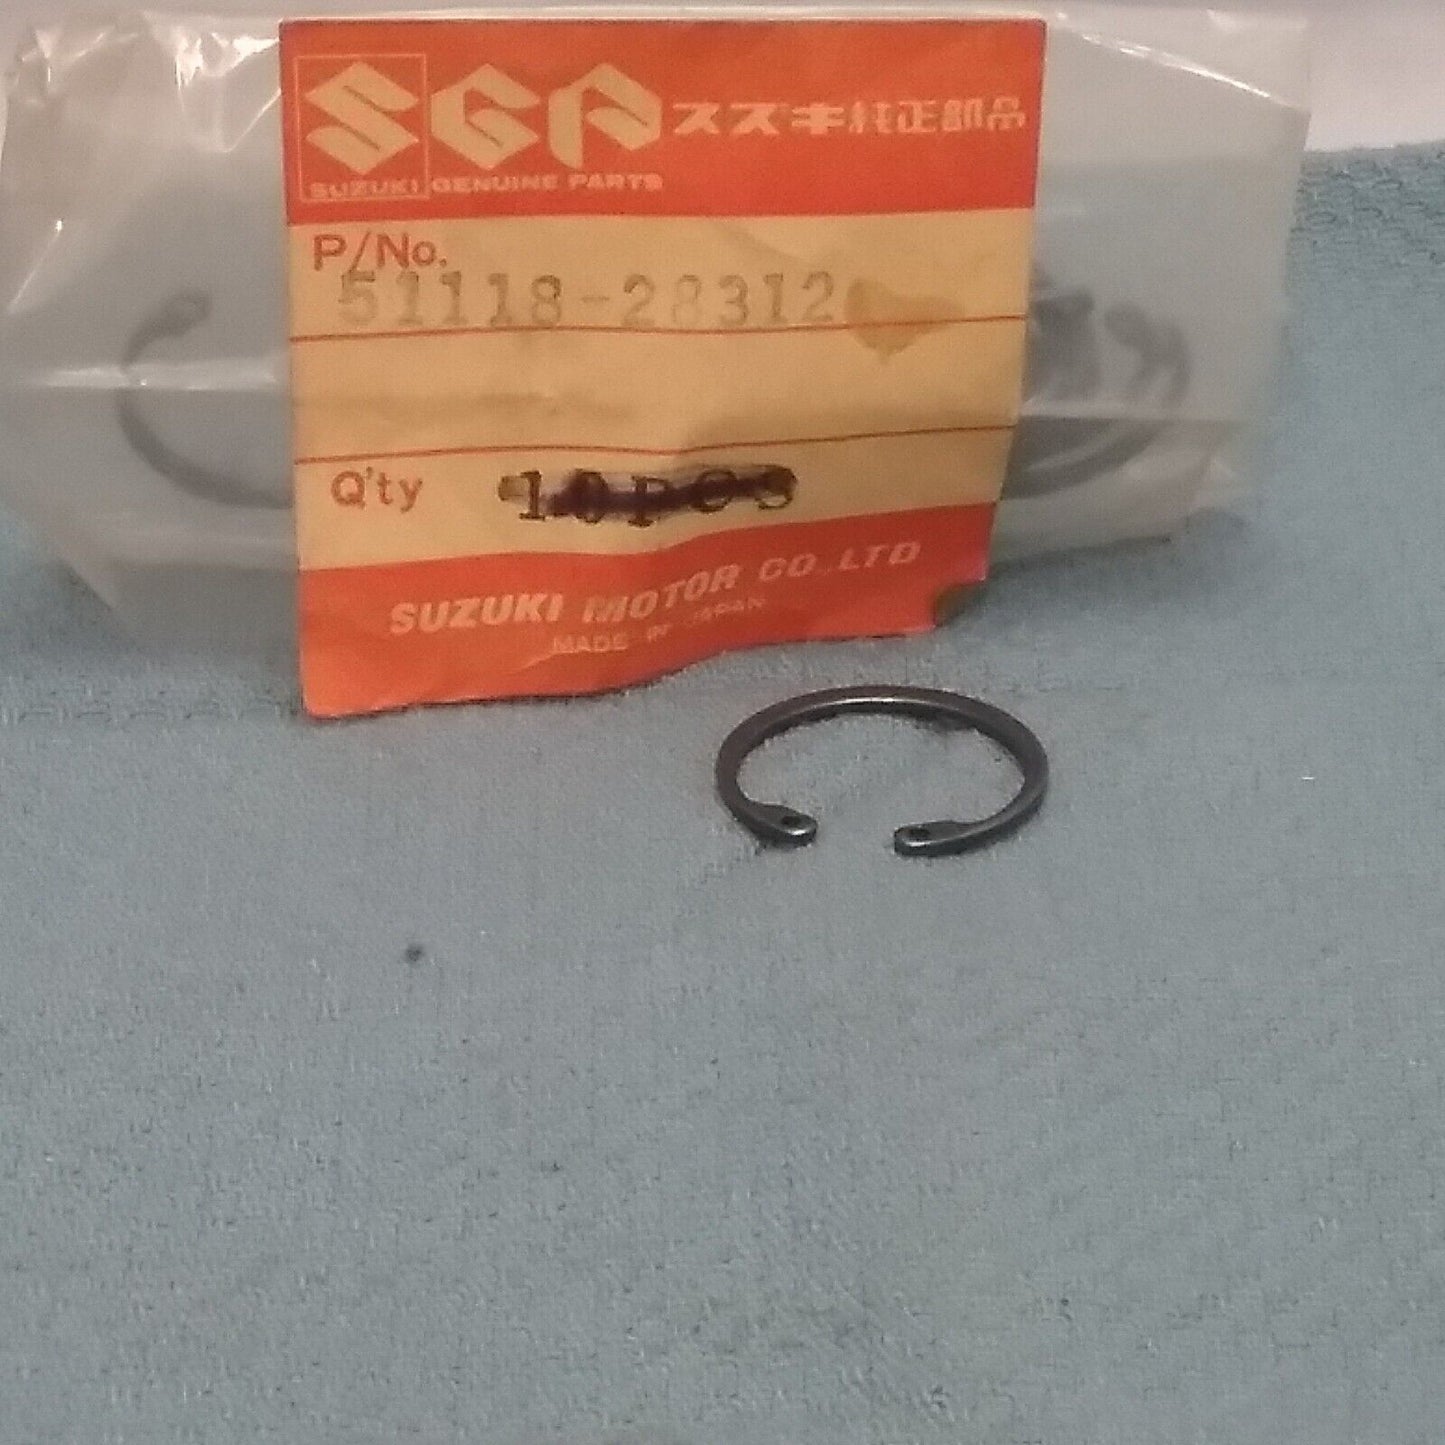 SGP スズキ純正部品
SUZUKI GENUINE PARTS
P/No.
51118-28312
Q'ty 10PCS
SUZUKI MOTOR CO.,LTD
MADE IN JAPAN